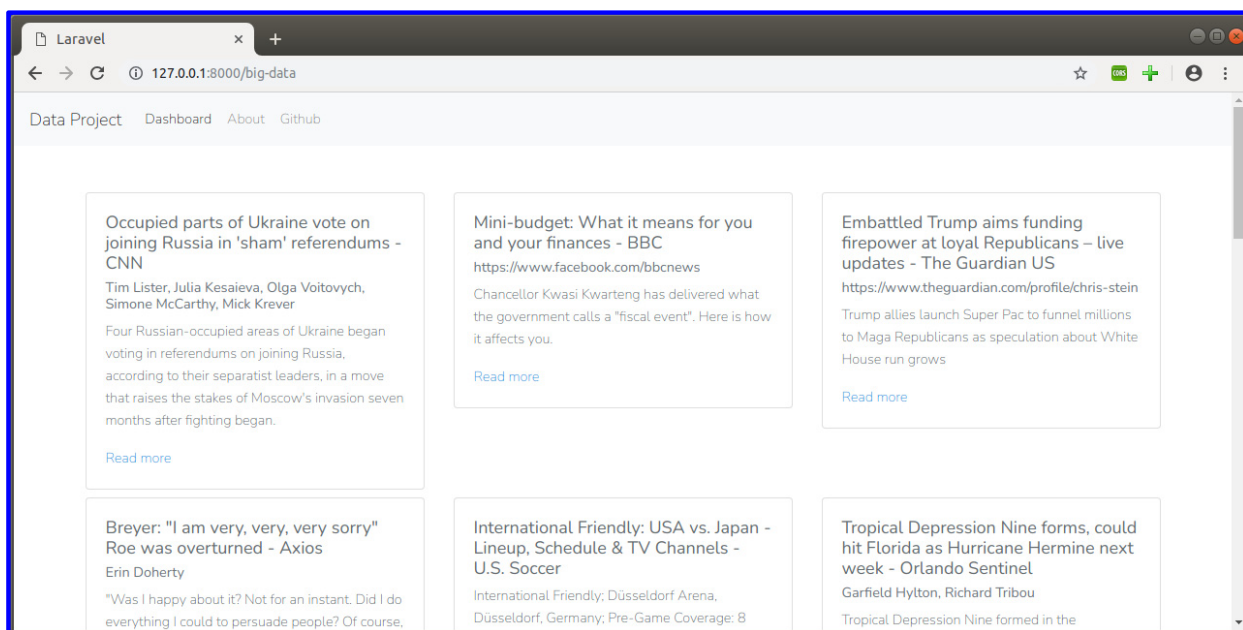 Laravel
127.0.0.1:8000/big-data
CORS
Data Project Dashboard About Github
Occupied parts of Ukraine vote on
joining Russia in 'sham' referendums -
CNN
Tim Lister, Julia Kesaieva, Olga Voitovych,
Simone McCarthy, Mick Krever
Four Russian-occupied areas of Ukraine began
voting in referendums on joining Russia,
according to their separatist leaders, in a move
that raises the stakes of Moscow's invasion seven
months after fighting began.
Read more
Mini-budget: What it means for you
and your finances - BBC
https://www.facebook.com/bbcnews
Chancellor Kwasi Kwarteng has delivered what
the government calls a "fiscal event". Here is how
it affects you.
Read more
Embattled Trump aims funding
firepower at loyal Republicans – live
updates - The Guardian US
https://www.theguardian.com/profile/chris-stein
Trump allies launch Super Pac to funnel millions
to Maga Republicans as speculation about White
House run grows
Read more
Breyer: "I am very, very, very sorry"
Roe was overturned - Axios
Erin Doherty
"Was I happy about it? Not for an instant. Did I do
everything I could to persuade people? Of course,
International Friendly: USA vs. Japan -
Lineup, Schedule & TV Channels -
U.S. Soccer
International Friendly; Düsseldorf Arena,
Düsseldorf, Germany; Pre-Game Coverage: 8
Tropical Depression Nine forms, could
hit Florida as Hurricane Hermine next
week - Orlando Sentinel
Garfield Hylton, Richard Tribou
Tropical Depression Nine formed in the